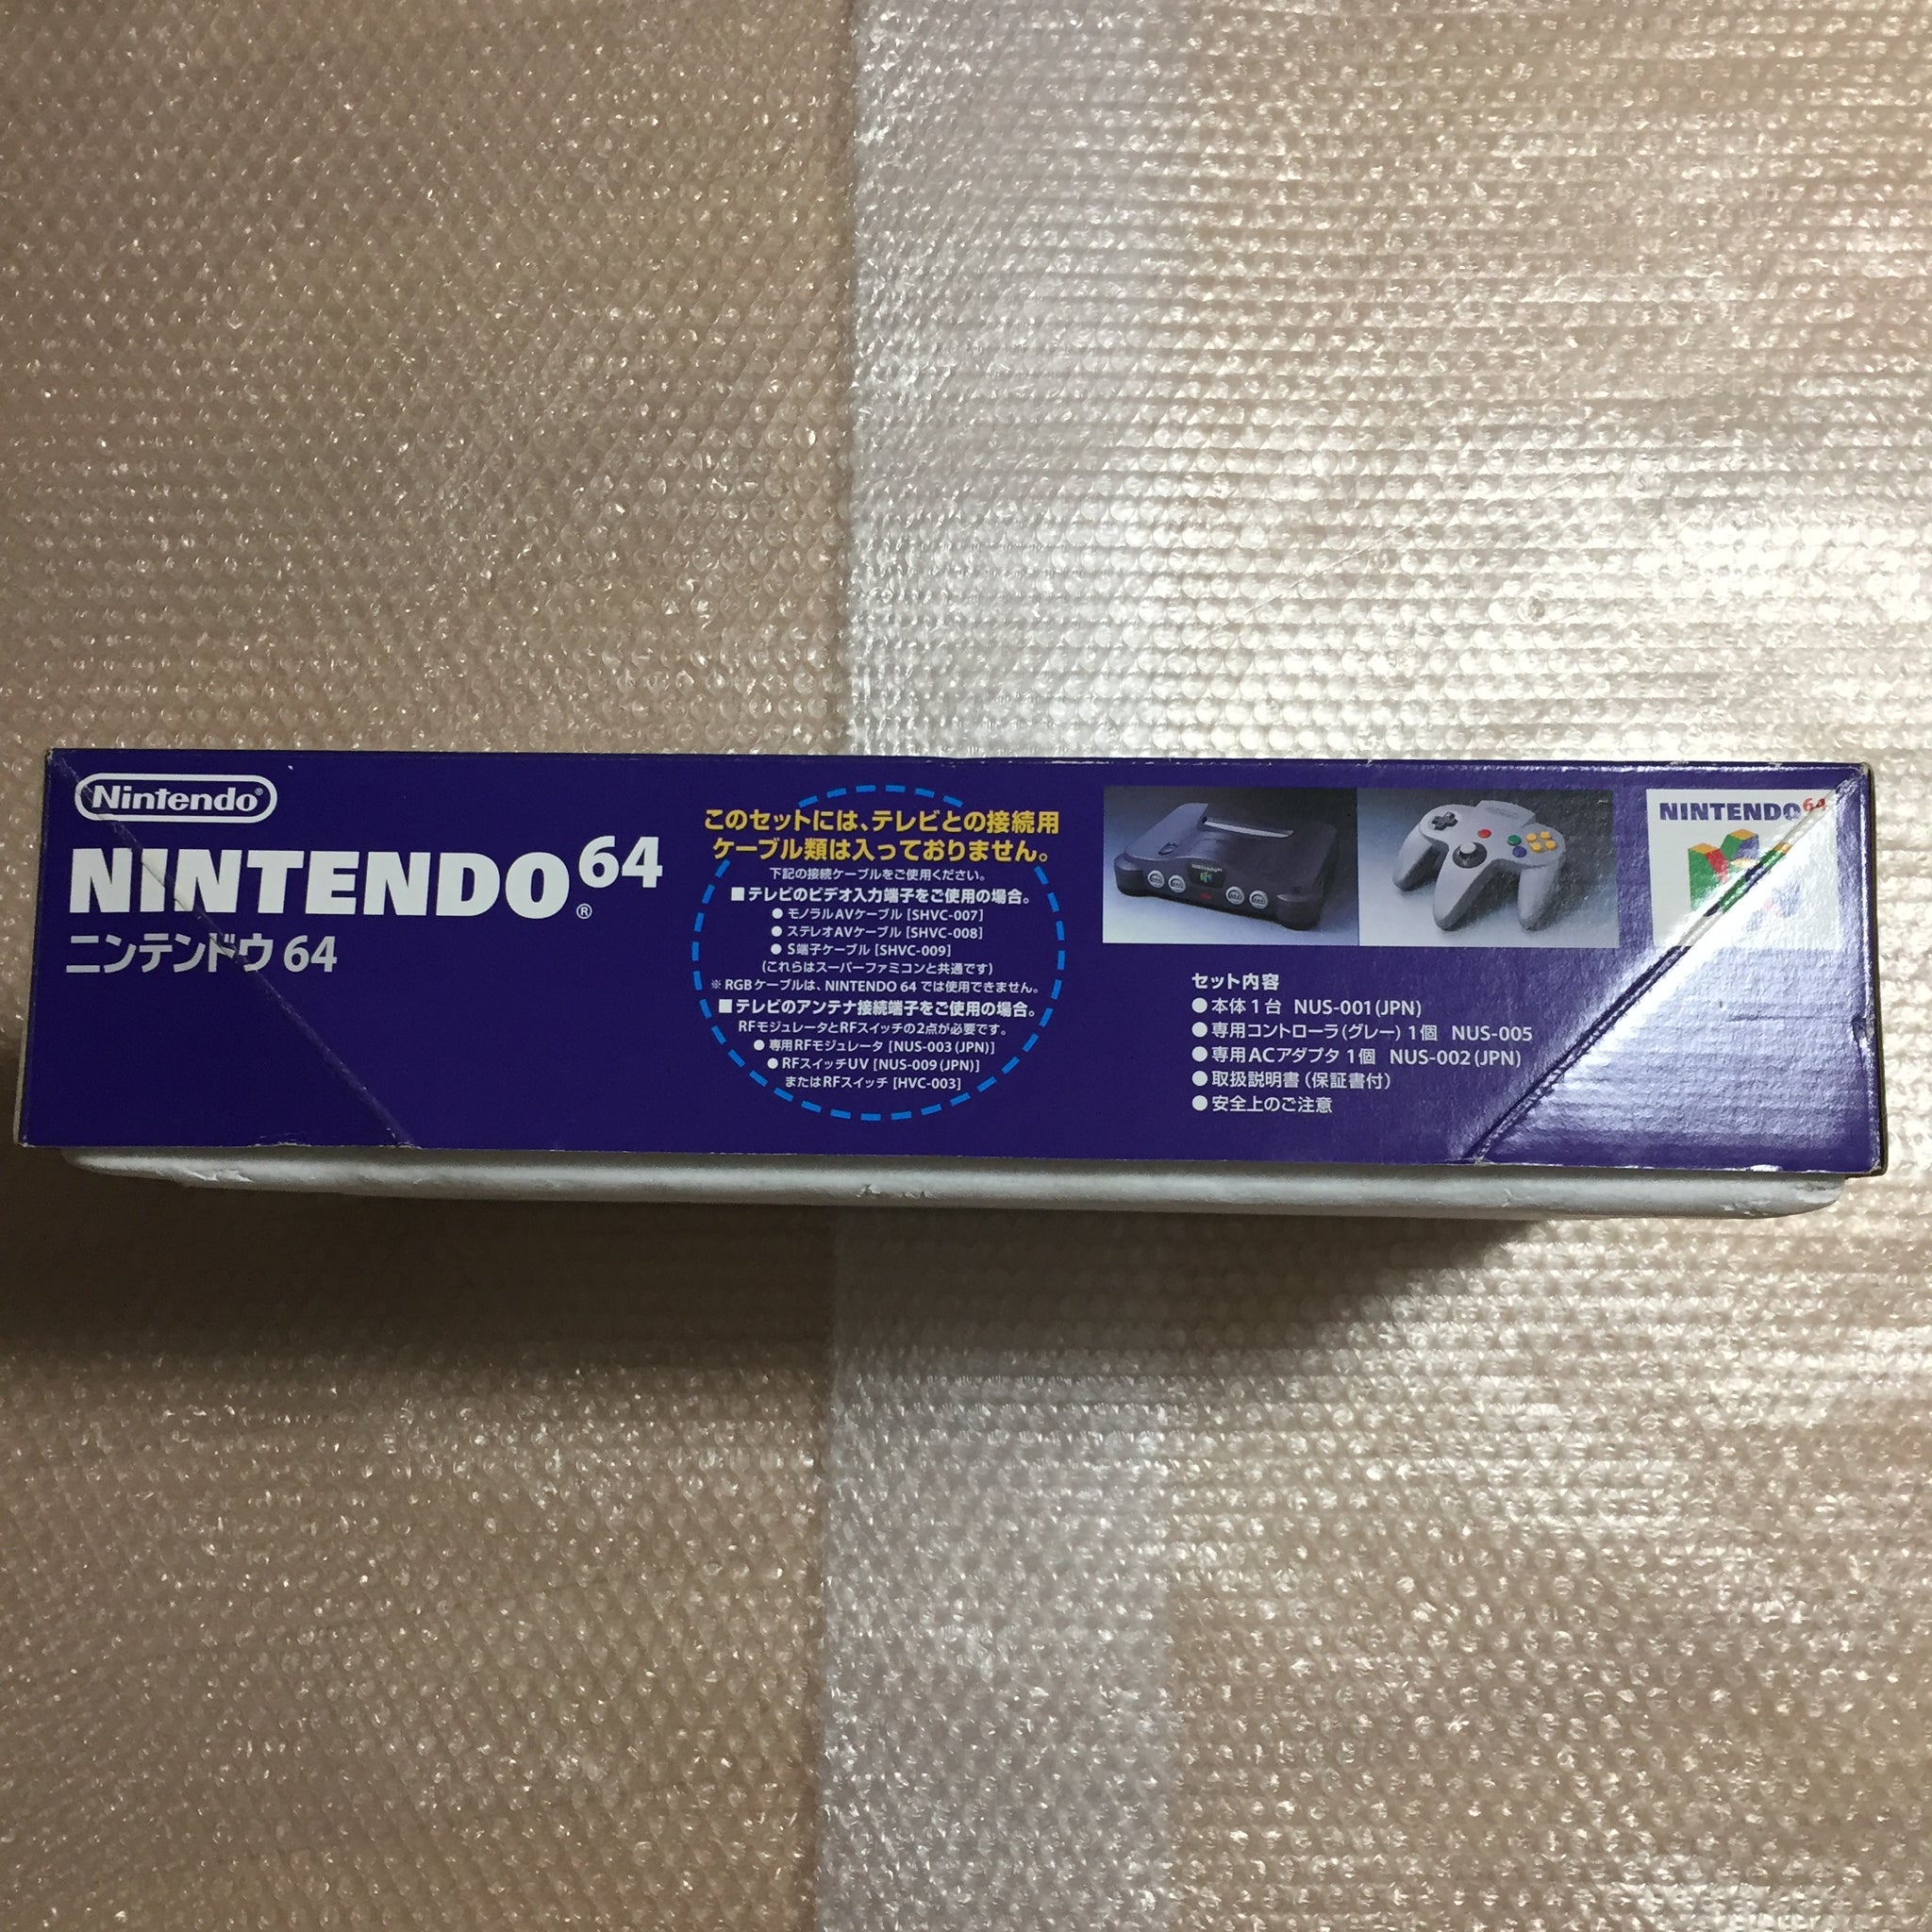 Nintendo®
NINTENDO64®
ニンテンドウ 64
このセットには、テレビとの接続用
ケーブル類は入っておりません。
下記の接続ケーブルをご使用ください。
■テレビのビデオ入力端子をご使用の場合。
● モノラルAVケーブル [SHVC-007]
● ステレオAVケーブル [SHVC-008]
● S端子ケーブル [SHVC-009]
(これらはスーパーファミコンと共通です)
※ RGBケーブルは、NINTENDO 64 では使用できません。
■テレビのアンテナ接続端子をご使用の場合。
RFモジュレータとRFスイッチの2点が必要です。
● 専用RFモジュレータ [NUS-003(JPN)]
● RFスイッチUV [NUS-009(JPN)]
またはRFスイッチ [HVC-003]
NINTENDO64
セット内容
●本体1台 NUS-001(JPN)
●専用コントローラ(グレー)1個 NUS-005
●専用ACアダプタ 1個 NUS-002(JPN)
●取扱説明書(保証書付)
●安全上のご注意